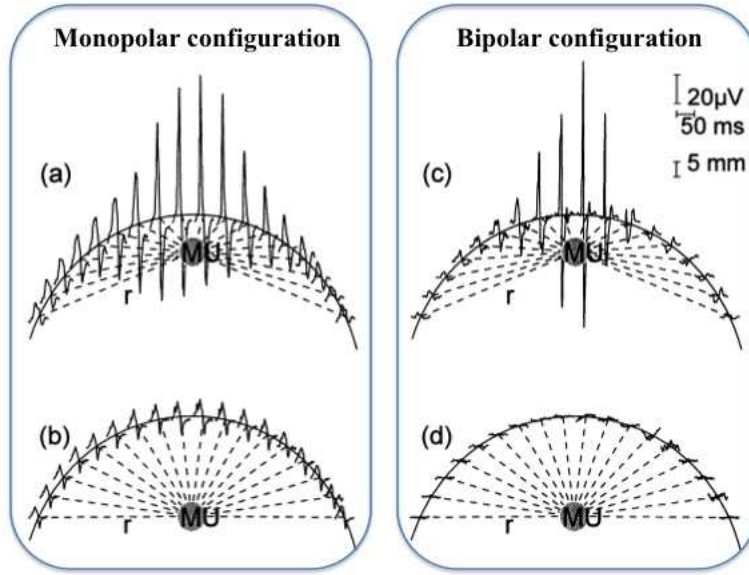 Monopolar configuration
Bipolar configuration
20µV
50 ms
5 mm
(a)
MU
r
(c)
MU
r
(b)
MU
r
(d)
MU
r